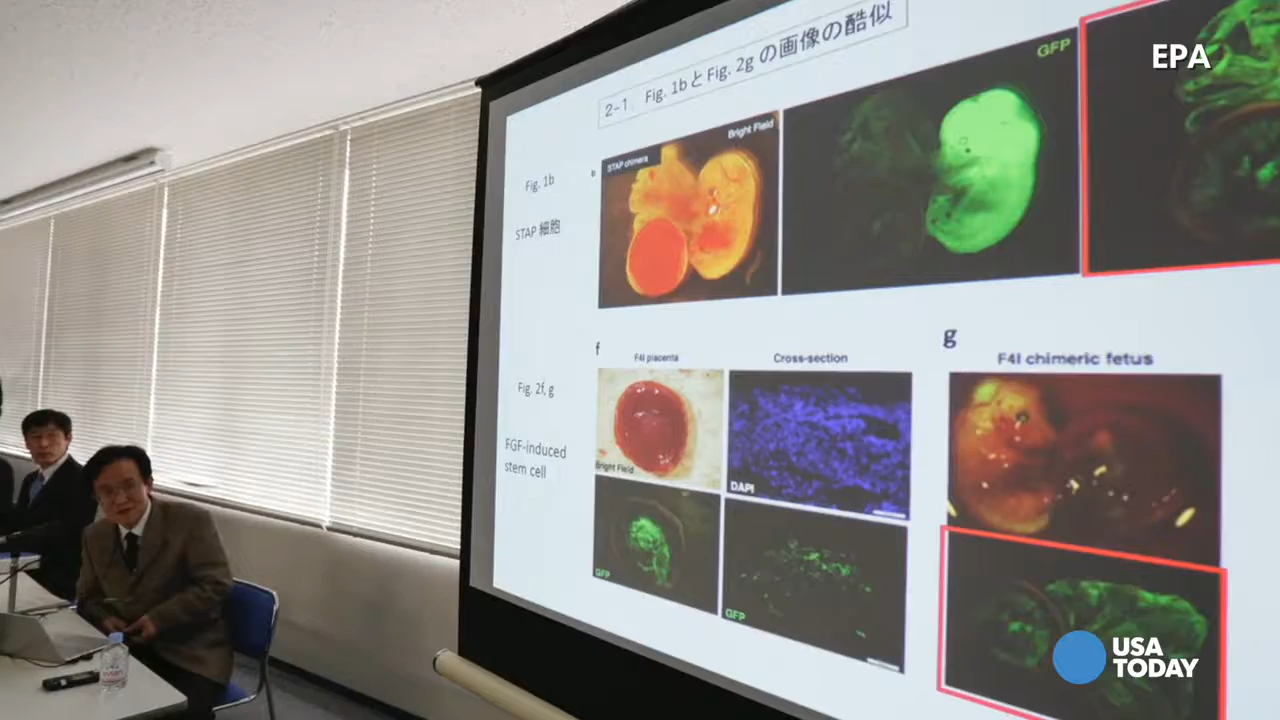 EPA
2-1. Fig. 1bとFig. 2gの画像の酷似
GFP
Bright Field
b STAP chimera
Fig. 1b
STAP 細胞
g
f
F4I placenta Cross-section F4I chimeric fetus
Fig. 2f, g
FGF-induced
stem cell
Bright Field
DAPI
GFP
GFP
USA
TODAY